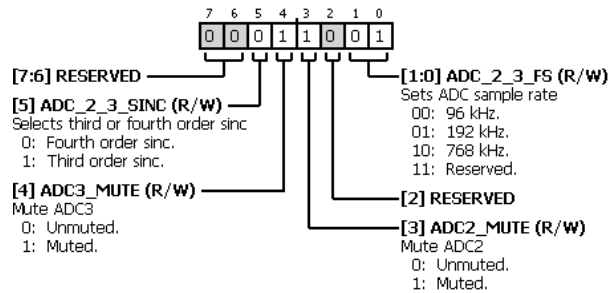 7 6 5 4 3 2 1 0
0 0 0 1 1 0 0 1
[7:6] RESERVED
[5] ADC_2_3_SINC (R/W)
Selects third or fourth order sinc
0: Fourth order sinc.
1: Third order sinc.
[4] ADC3_MUTE (R/W)
Mute ADC3
0: Unmuted.
1: Muted.
[1:0] ADC_2_3_FS (R/W)
Sets ADC sample rate
00: 96 kHz.
01: 192 kHz.
10: 768 kHz.
11: Reserved.
[2] RESERVED
[3] ADC2_MUTE (R/W)
Mute ADC2
0: Unmuted.
1: Muted.